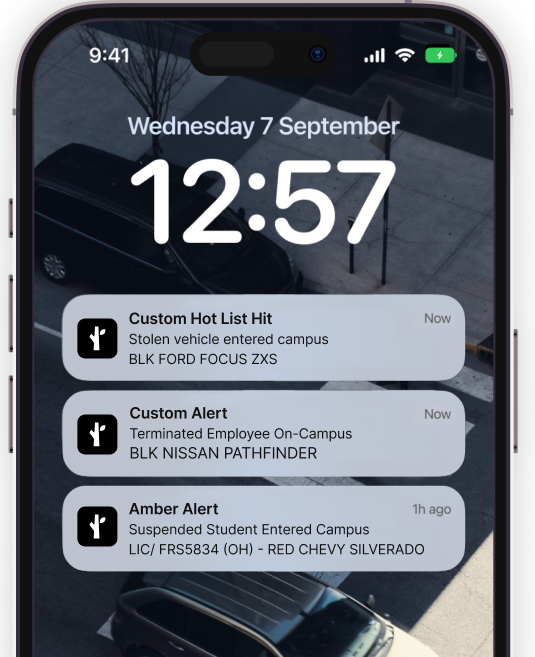 9:41
Wednesday 7 September
12:57
Custom Hot List Hit
Now
Stolen vehicle entered campus
BLK FORD FOCUS ZXS
Custom Alert
Now
Terminated Employee On-Campus
BLK NISSAN PATHFINDER
Amber Alert
1h ago
Suspended Student Entered Campus
LIC/ FRS5834 (OH) - RED CHEVY SILVERADO